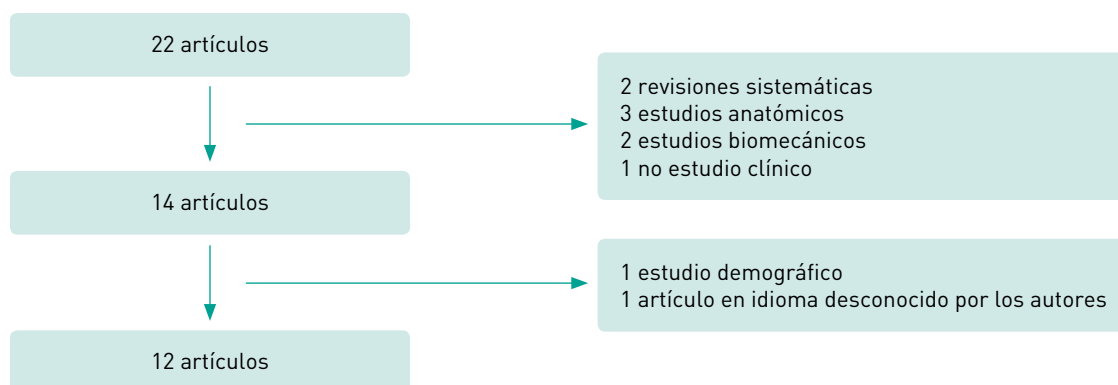 22 artículos
2 revisiones sistemáticas
3 estudios anatómicos
2 estudios biomecánicos
1 no estudio clínico
14 artículos
1 estudio demográfico
1 artículo en idioma desconocido por los autores
12 artículos